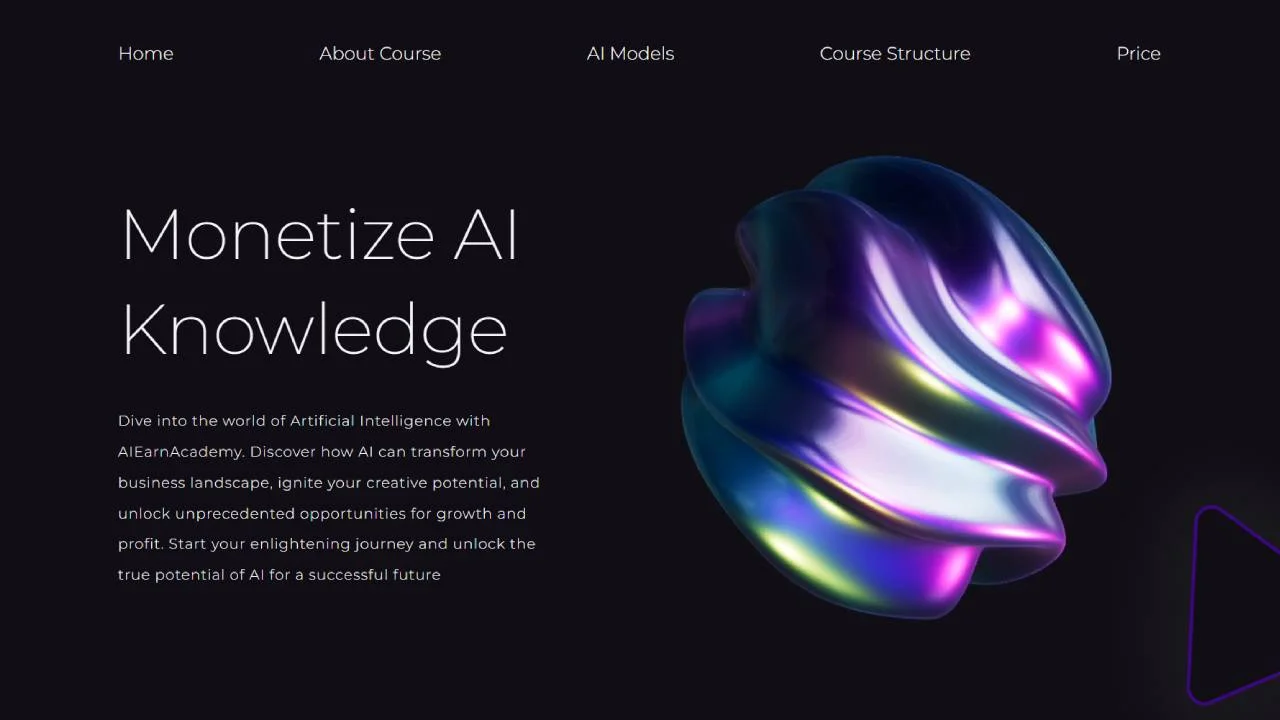 Home
About Course
AI Models
Course Structure
Price
Monetize AI
Knowledge
Dive into the world of Artificial Intelligence with
AIEarnAcademy. Discover how AI can transform your
business landscape, ignite your creative potential, and
unlock unprecedented opportunities for growth and
profit. Start your enlightening journey and unlock the
true potential of AI for a successful future